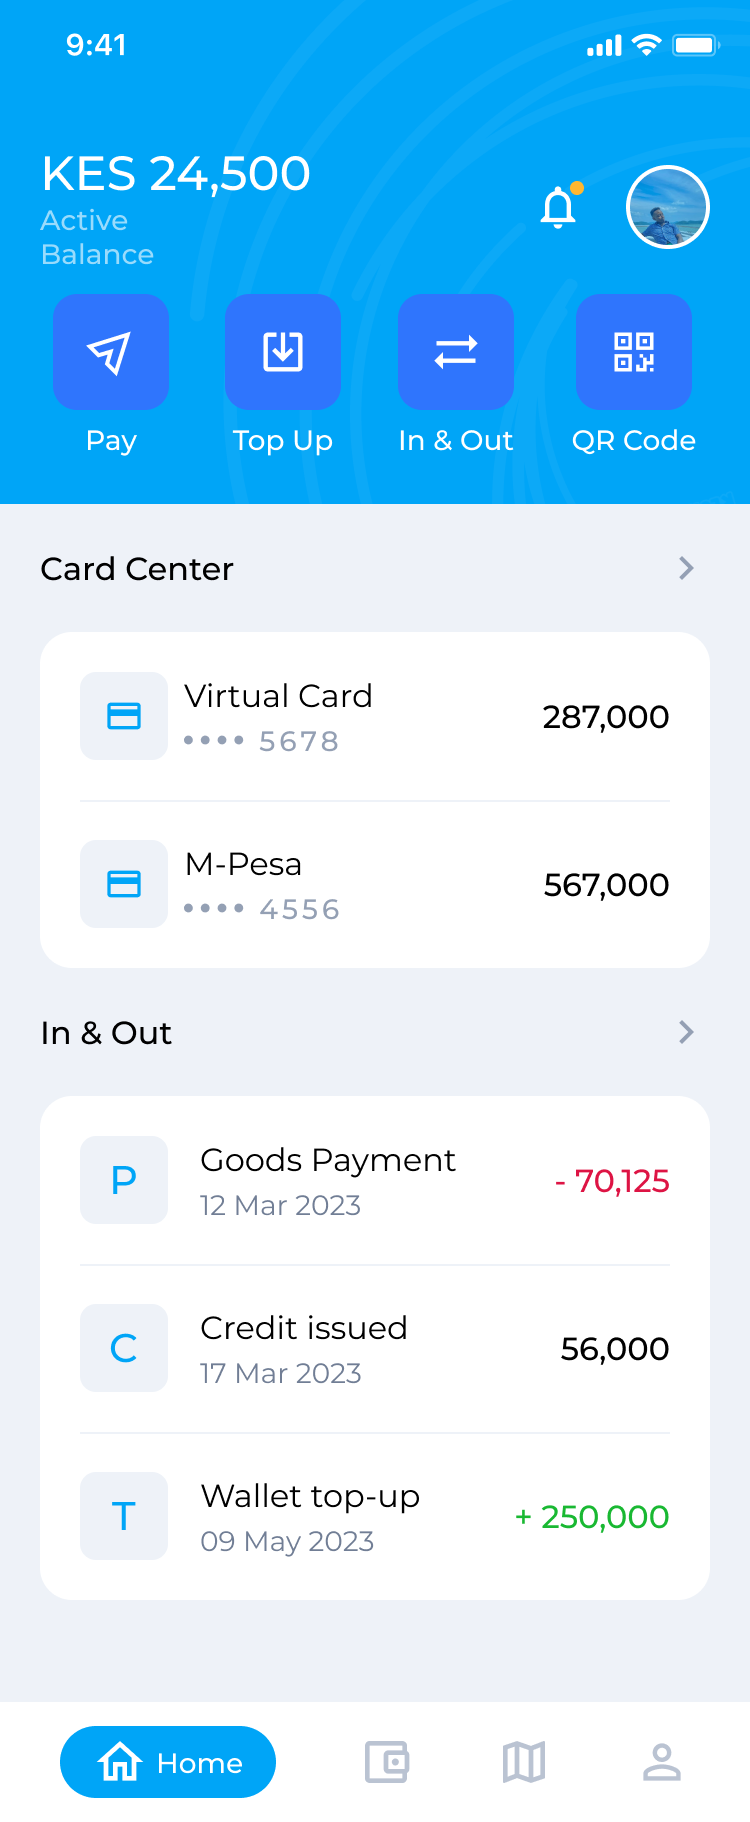 9:41
KES 24,500
Active
Balance
Pay
Top Up
In & Out
QR Code
Card Center
Virtual Card
•••• 5678
287,000
M-Pesa
•••• 4556
567,000
In & Out
P
Goods Payment
12 Mar 2023
- 70,125
C
Credit issued
17 Mar 2023
56,000
T
Wallet top-up
09 May 2023
+ 250,000
Home